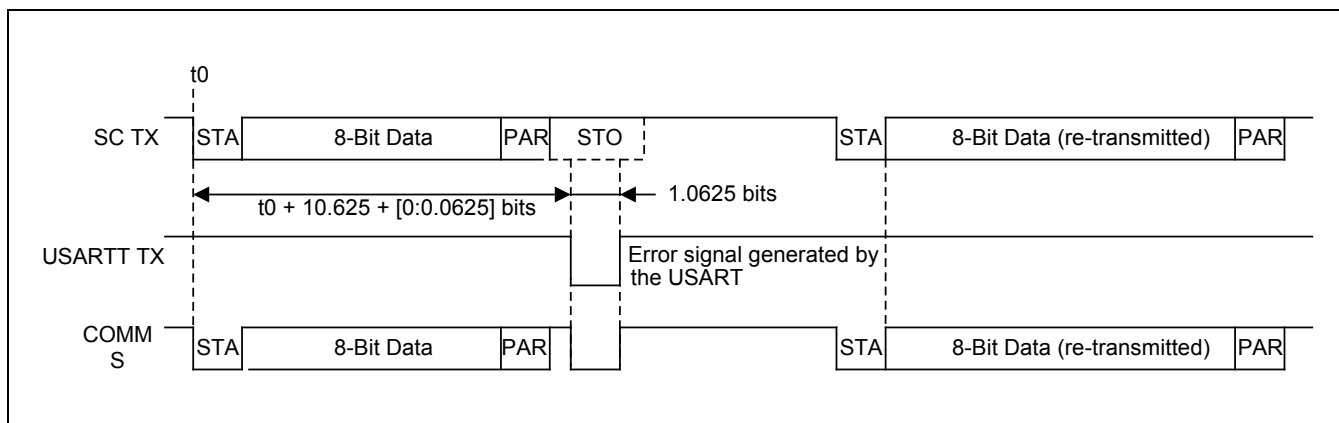 t0
SC TX STA 8-Bit Data PAR STO STA 8-Bit Data (re-transmitted) PAR
t0 + 10.625 + [0:0.0625] bits 1.0625 bits
USARTT TX Error signal generated by
the USART
COMM
S STA 8-Bit Data PAR STA 8-Bit Data (re-transmitted) PAR